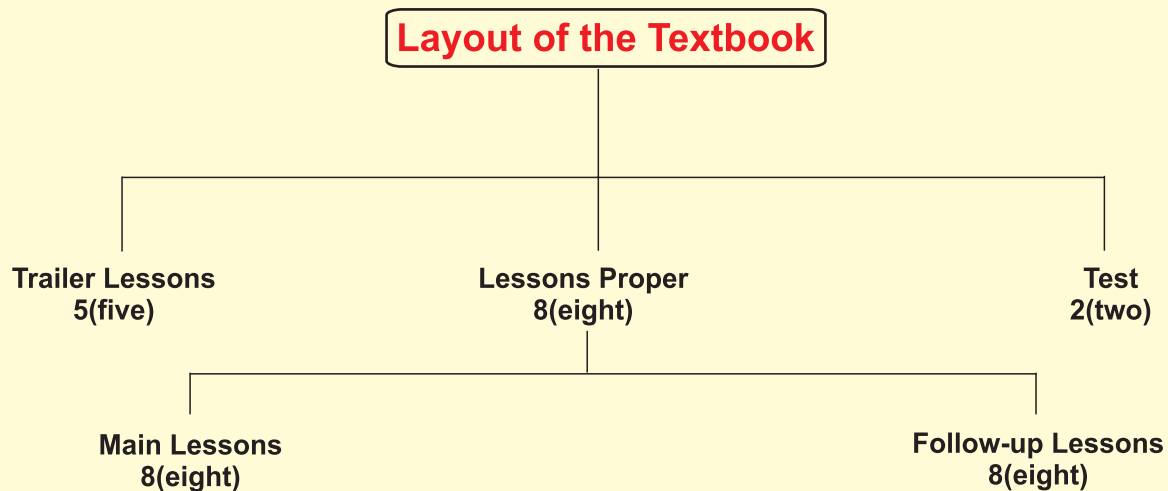 Layout of the Textbook
Trailer Lessons
5(five)
Lessons Proper
8(eight)
Test
2(two)
Main Lessons
8(eight)
Follow-up Lessons
8(eight)